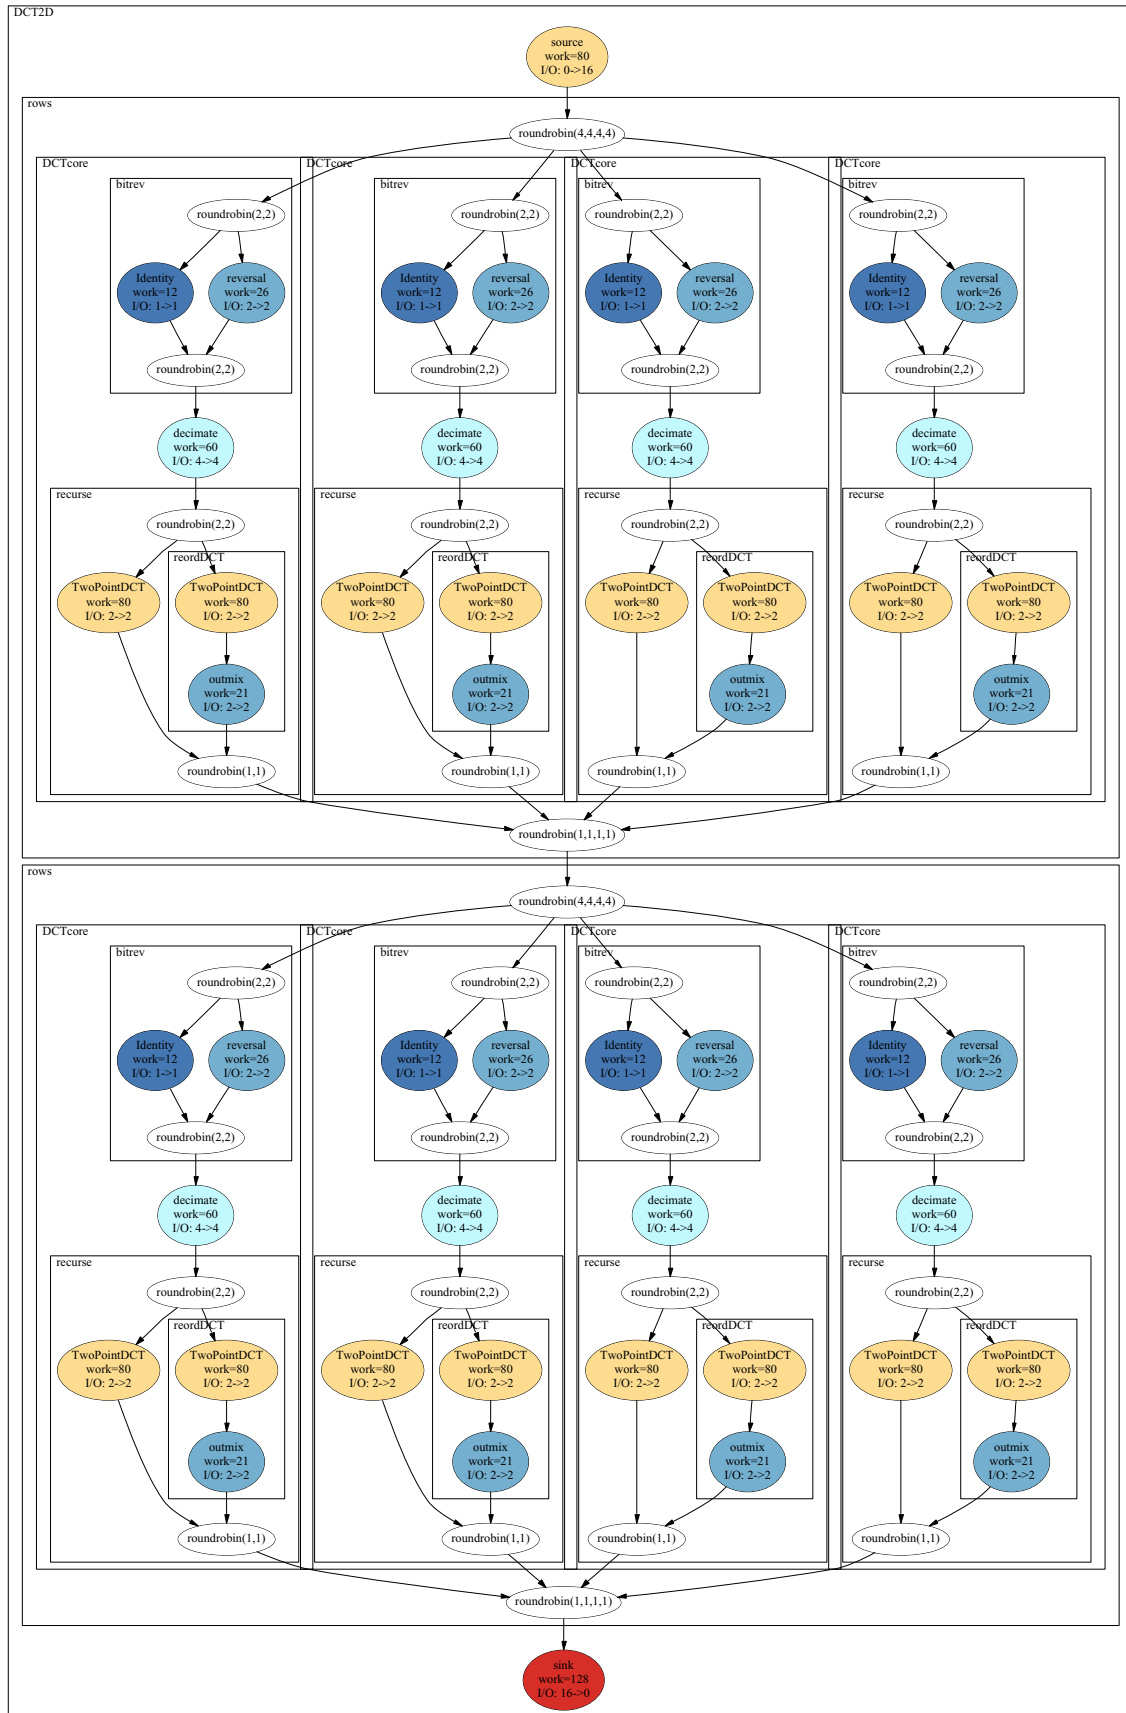 DCT2D
source
work=80
I/O: 0->16
rows
roundrobin(4,4,4,4)
DCTcore
DCTcore
DCTcore
DCTcore
bitrev
bitrev
bitrev
bitrev
roundrobin(2,2)
roundrobin(2,2)
roundrobin(2,2)
roundrobin(2,2)
Identity
work=12
I/O: 1->1
reversal
work=26
I/O: 2->2
Identity
work=12
I/O: 1->1
reversal
work=26
I/O: 2->2
Identity
work=12
I/O: 1->1
reversal
work=26
I/O: 2->2
Identity
work=12
I/O: 1->1
reversal
work=26
I/O: 2->2
roundrobin(2,2)
roundrobin(2,2)
roundrobin(2,2)
roundrobin(2,2)
decimate
work=60
I/O: 4->4
decimate
work=60
I/O: 4->4
decimate
work=60
I/O: 4->4
decimate
work=60
I/O: 4->4
recurse
recurse
recurse
recurse
roundrobin(2,2)
roundrobin(2,2)
roundrobin(2,2)
roundrobin(2,2)
reordDCT
reordDCT
reordDCT
reordDCT
TwoPointDCT
work=80
I/O: 2->2
TwoPointDCT
work=80
I/O: 2->2
TwoPointDCT
work=80
I/O: 2->2
TwoPointDCT
work=80
I/O: 2->2
TwoPointDCT
work=80
I/O: 2->2
TwoPointDCT
work=80
I/O: 2->2
TwoPointDCT
work=80
I/O: 2->2
TwoPointDCT
work=80
I/O: 2->2
outmix
work=21
I/O: 2->2
outmix
work=21
I/O: 2->2
outmix
work=21
I/O: 2->2
outmix
work=21
I/O: 2->2
roundrobin(1,1)
roundrobin(1,1)
roundrobin(1,1)
roundrobin(1,1)
roundrobin(1,1,1,1)
rows
roundrobin(4,4,4,4)
DCTcore
DCTcore
DCTcore
DCTcore
bitrev
bitrev
bitrev
bitrev
roundrobin(2,2)
roundrobin(2,2)
roundrobin(2,2)
roundrobin(2,2)
Identity
work=12
I/O: 1->1
reversal
work=26
I/O: 2->2
Identity
work=12
I/O: 1->1
reversal
work=26
I/O: 2->2
Identity
work=12
I/O: 1->1
reversal
work=26
I/O: 2->2
Identity
work=12
I/O: 1->1
reversal
work=26
I/O: 2->2
roundrobin(2,2)
roundrobin(2,2)
roundrobin(2,2)
roundrobin(2,2)
decimate
work=60
I/O: 4->4
decimate
work=60
I/O: 4->4
decimate
work=60
I/O: 4->4
decimate
work=60
I/O: 4->4
recurse
recurse
recurse
recurse
roundrobin(2,2)
roundrobin(2,2)
roundrobin(2,2)
roundrobin(2,2)
reordDCT
reordDCT
reordDCT
reordDCT
TwoPointDCT
work=80
I/O: 2->2
TwoPointDCT
work=80
I/O: 2->2
TwoPointDCT
work=80
I/O: 2->2
TwoPointDCT
work=80
I/O: 2->2
TwoPointDCT
work=80
I/O: 2->2
TwoPointDCT
work=80
I/O: 2->2
TwoPointDCT
work=80
I/O: 2->2
TwoPointDCT
work=80
I/O: 2->2
outmix
work=21
I/O: 2->2
outmix
work=21
I/O: 2->2
outmix
work=21
I/O: 2->2
outmix
work=21
I/O: 2->2
roundrobin(1,1)
roundrobin(1,1)
roundrobin(1,1)
roundrobin(1,1)
roundrobin(1,1,1,1)
sink
work=128
I/O: 16->0